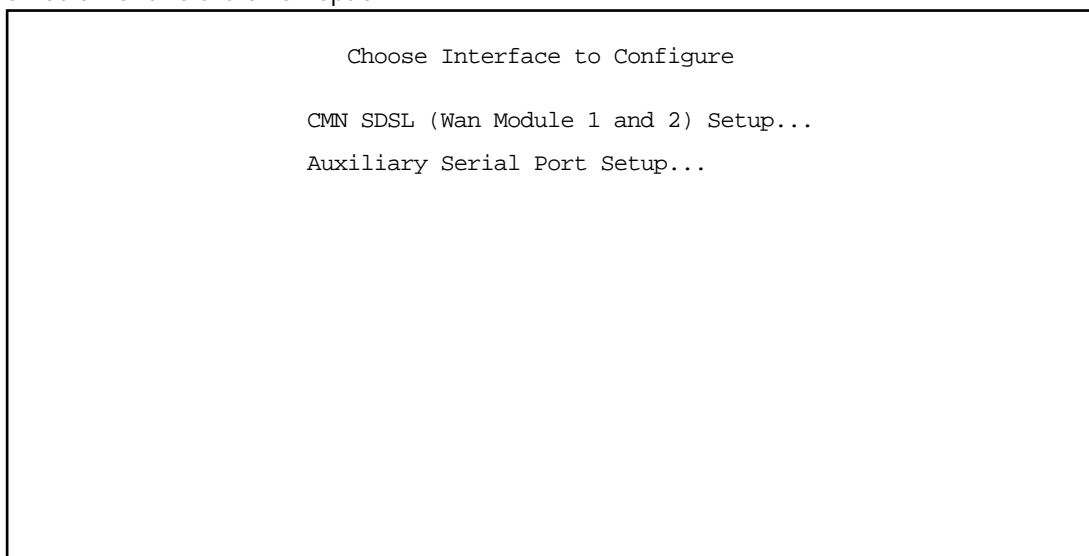 Choose Interface to Configure
CMN SDSL (Wan Module 1 and 2) Setup...
Auxiliary Serial Port Setup...